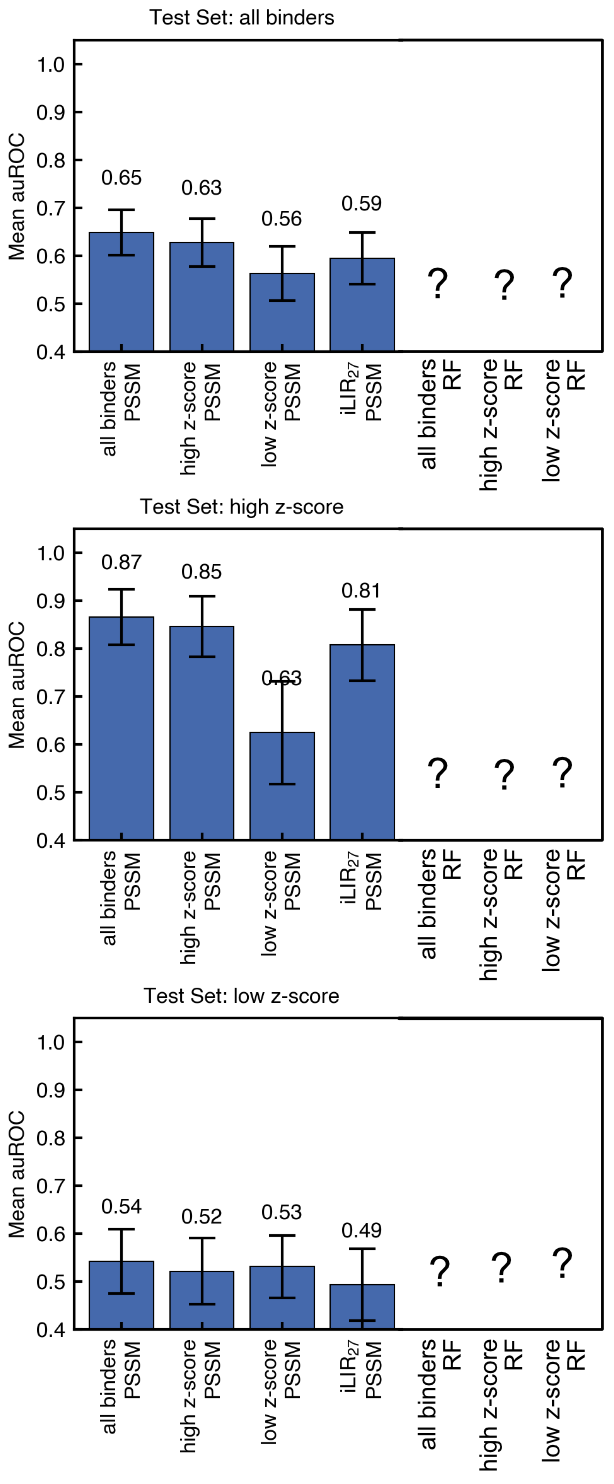 Test Set: all binders
Mean auROC
1.0
0.9
0.8
0.7
0.6
0.5
0.4
0.65
0.63
0.56
0.59
?
?
?
all binders
PSSM
high z-score
PSSM
low z-score
PSSM
iLIR27
PSSM
all binders
RF
high z-score
RF
low z-score
RF
Test Set: high z-score
Mean auROC
1.0
0.9
0.8
0.7
0.6
0.5
0.4
0.87
0.85
0.63
0.81
?
?
?
all binders
PSSM
high z-score
PSSM
low z-score
PSSM
iLIR27
PSSM
all binders
RF
high z-score
RF
low z-score
RF
Test Set: low z-score
Mean auROC
1.0
0.9
0.8
0.7
0.6
0.5
0.4
0.54
0.52
0.53
0.49
?
?
?
all binders
PSSM
high z-score
PSSM
low z-score
PSSM
iLIR27
PSSM
all binders
RF
high z-score
RF
low z-score
RF